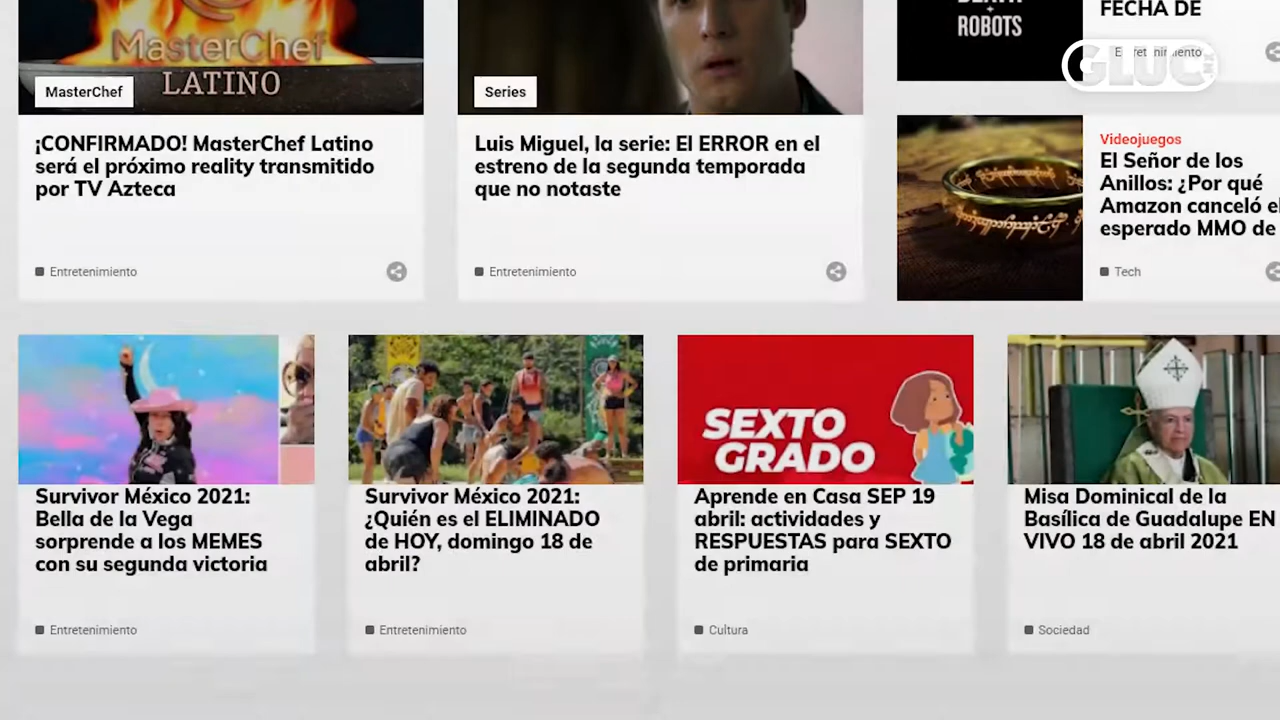 MasterChef
LATINO
MasterChef
¡CONFIRMADO! MasterChef Latino
será el próximo reality transmitido
por TV Azteca
Entretenimiento
Series
Luis Miguel, la serie: El ERROR en el
estreno de la segunda temporada
que no notaste
Entretenimiento
+
ROBOTS
FECHA DE
Entretenimiento
GLUC
Videojuegos
El Señor de los
Anillos: ¿Por qué
Amazon canceló el
esperado MMO de
Tech
Survivor México 2021:
Bella de la Vega
sorprende a los MEMES
con su segunda victoria
Entretenimiento
Survivor México 2021:
¿Quién es el ELIMINADO
de HOY, domingo 18 de
abril?
Entretenimiento
SEXTO
GRADO
Aprende en Casa SEP 19
abril: actividades y
RESPUESTAS para SEXTO
de primaria
Cultura
Misa Dominical de la
Basílica de Guadalupe EN
VIVO 18 de abril 2021
Sociedad